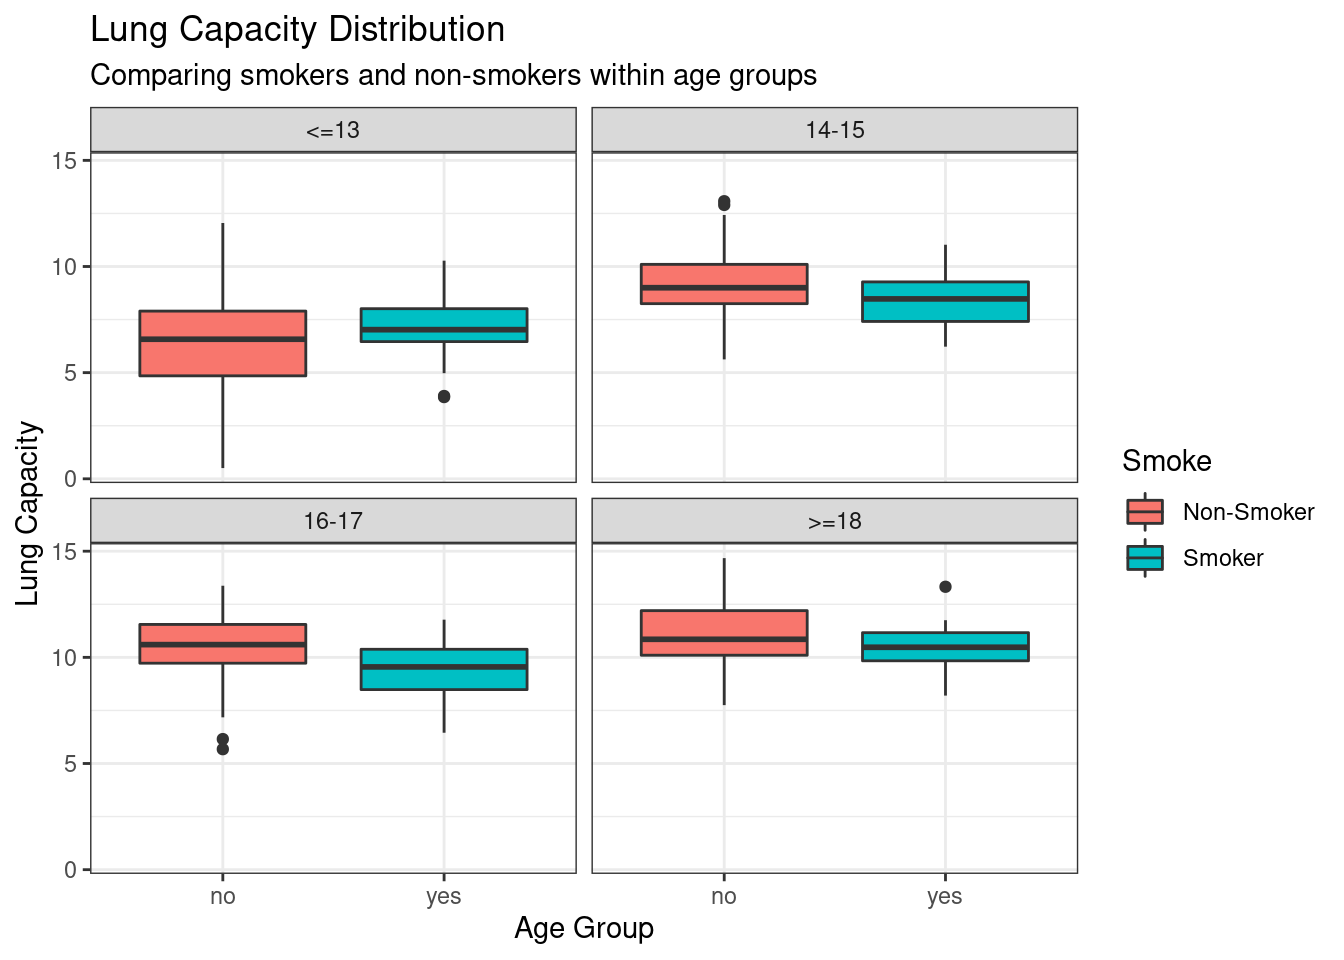 Lung Capacity Distribution
Comparing smokers and non-smokers within age groups
<=13
14-15
15
10
5
0
16-17
>=18
15
10
5
0
no
yes
no
yes
Age Group
Lung Capacity
Smoke
Non-Smoker
Smoker